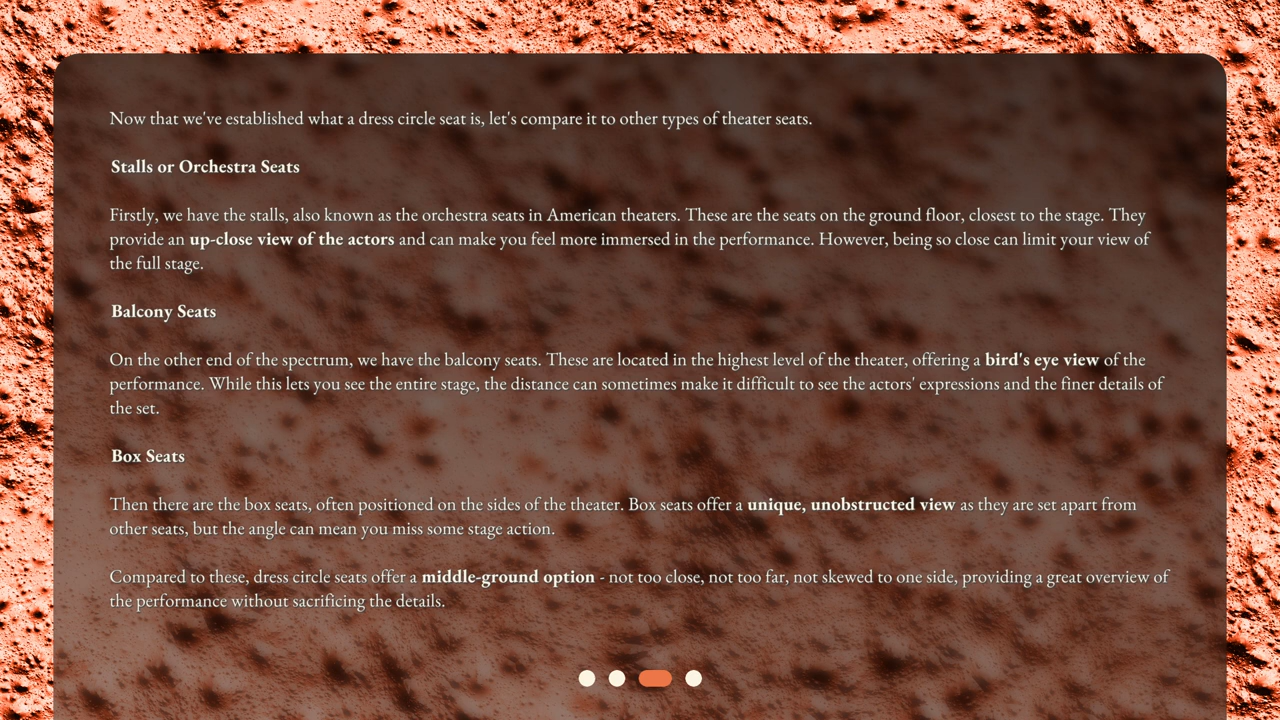 Now that we've established what a dress circle seat is, let's compare it to other types of theater seats.
Stalls or Orchestra Seats
Firstly, we have the stalls, also known as the orchestra seats in American theaters. These are the seats on the ground floor, closest to the stage. They
provide an up-close view of the actors and can make you feel more immersed in the performance. However, being so close can limit your view of
the full stage.
Balcony Seats
On the other end of the spectrum, we have the balcony seats. These are located in the highest level of the theater, offering a bird's eye view of the
performance. While this lets you see the entire stage, the distance can sometimes make it difficult to see the actors' expressions and the finer details of
the set.
Box Seats
Then there are the box seats, often positioned on the sides of the theater. Box seats offer a unique, unobstructed view as they are set apart from
other seats, but the angle can mean you miss some stage action.
Compared to these, dress circle seats offer a middle-ground option - not too close, not too far, not skewed to one side, providing a great overview of
the performance without sacrificing the details.